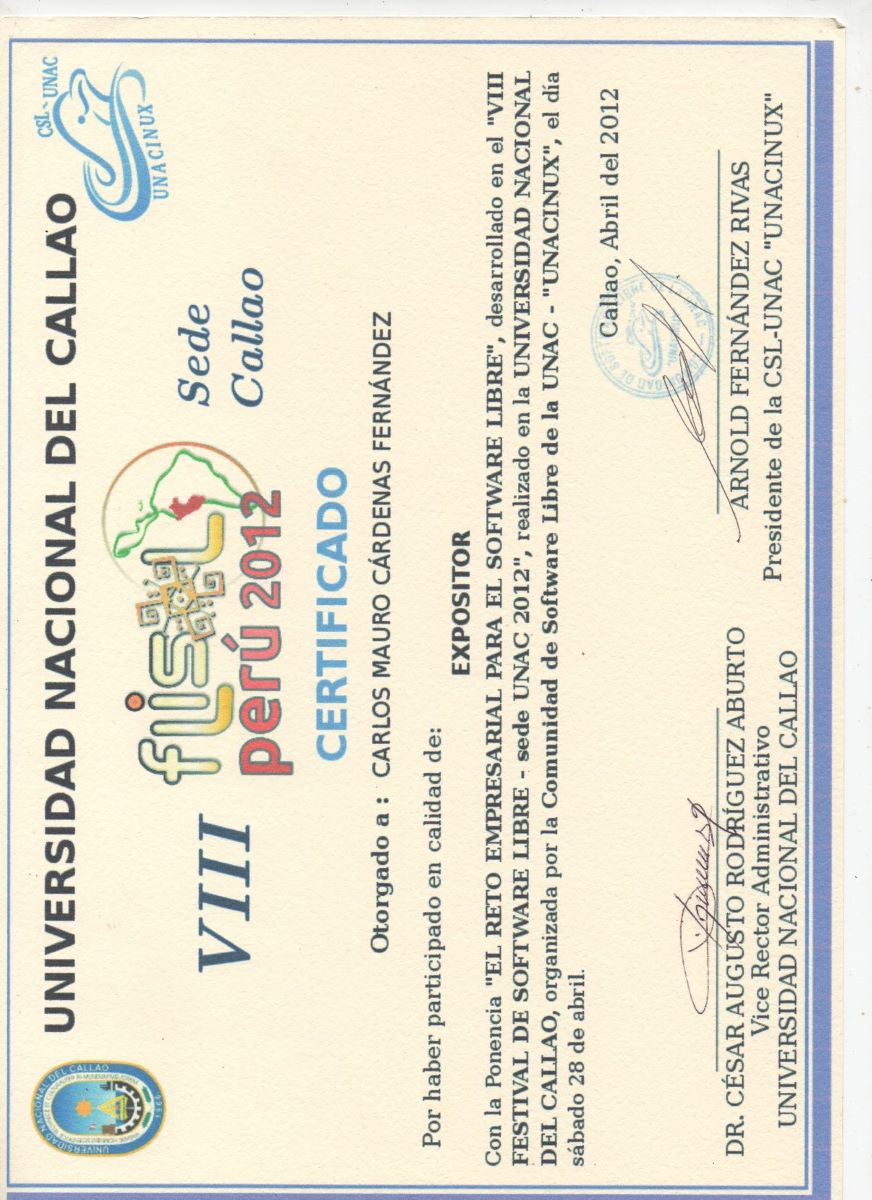 UNIVERSIDAD NACIONAL DEL CALLAO
UNIVERSIDAD NACIONAL DEL CALLAO
1966
CSL-UNAC
UNACINUX
VIII
flisol
perú 2012
Sede
Callao
CERTIFICADO
Otorgado a : CARLOS MAURO CÁRDENAS FERNÁNDEZ
Por haber participado en calidad de:
EXPOSITOR
Con la Ponencia "EL RETO EMPRESARIAL PARA EL SOFTWARE LIBRE", desarrollado en el "VIII
FESTIVAL DE SOFTWARE LIBRE - sede UNAC 2012", realizado en la UNIVERSIDAD NACIONAL
DEL CALLAO, organizada por la Comunidad de Software Libre de la UNAC - "UNACINUX", el día
sábado 28 de abril.
Callao, Abril del 2012
DR. CÉSAR AUGUSTO RODRÍGUEZ ABURTO
Vice Rector Administrativo
UNIVERSIDAD NACIONAL DEL CALLAO
ARNOLD FERNÁNDEZ RIVAS
Presidente de la CSL-UNAC "UNACINUX"